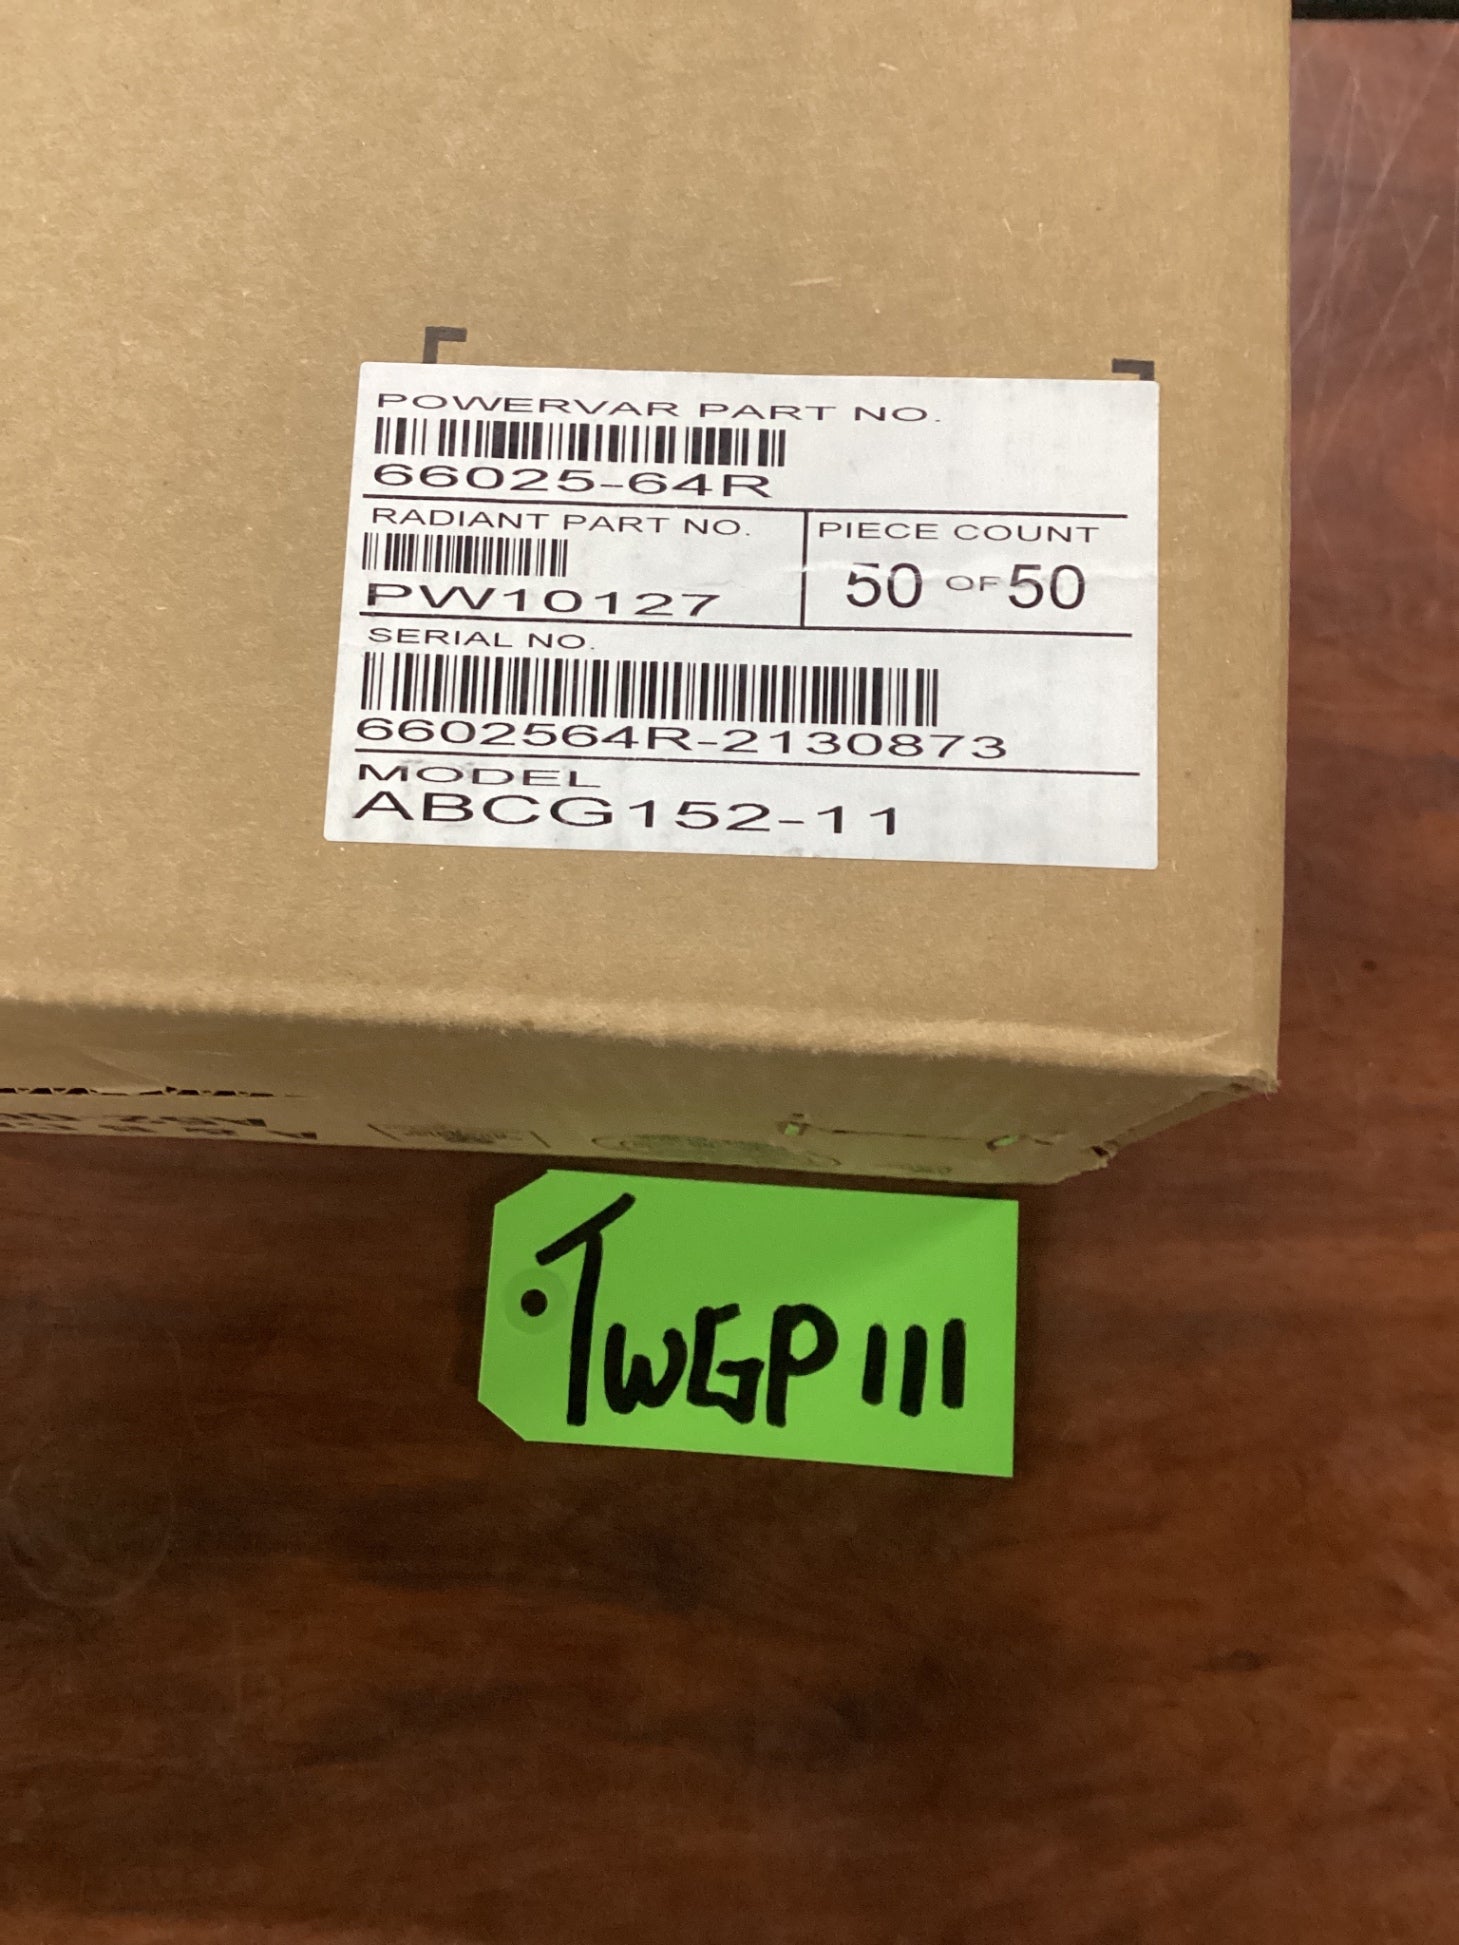 POWERVAR PART NO.
66025-64R
RADIANT PART NO.
PW10127
PIECE COUNT
50 OF 50
SERIAL NO.
6602564R-2130873
MODEL
ABCG152-11
TWGP111